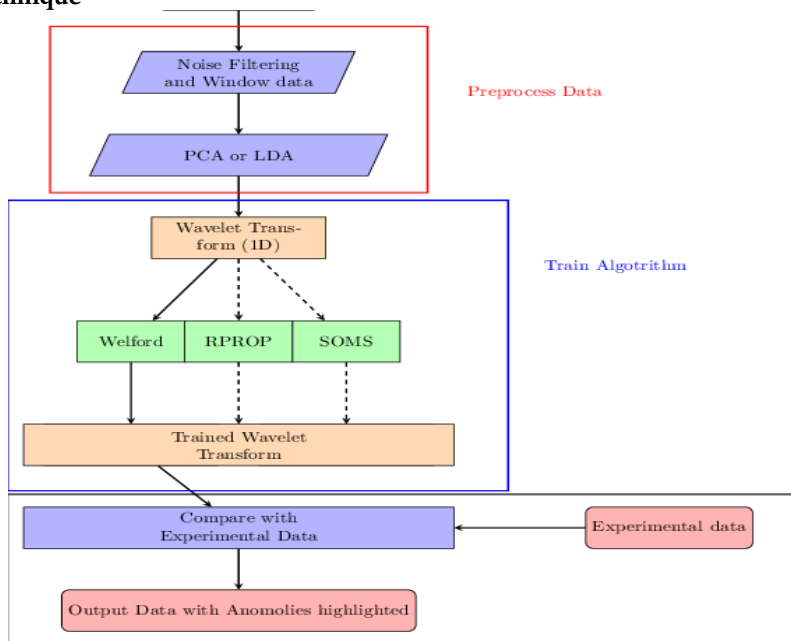 Noise Filtering
and Window data
Preprocess Data
PCA or LDA
Wavelet Trans-
form (1D)
Train Algotrithm
Welford
RPROP
SOMS
Trained Wavelet
Transform
Compare with
Experimental Data
Experimental data
Output Data with Anomolies highlighted